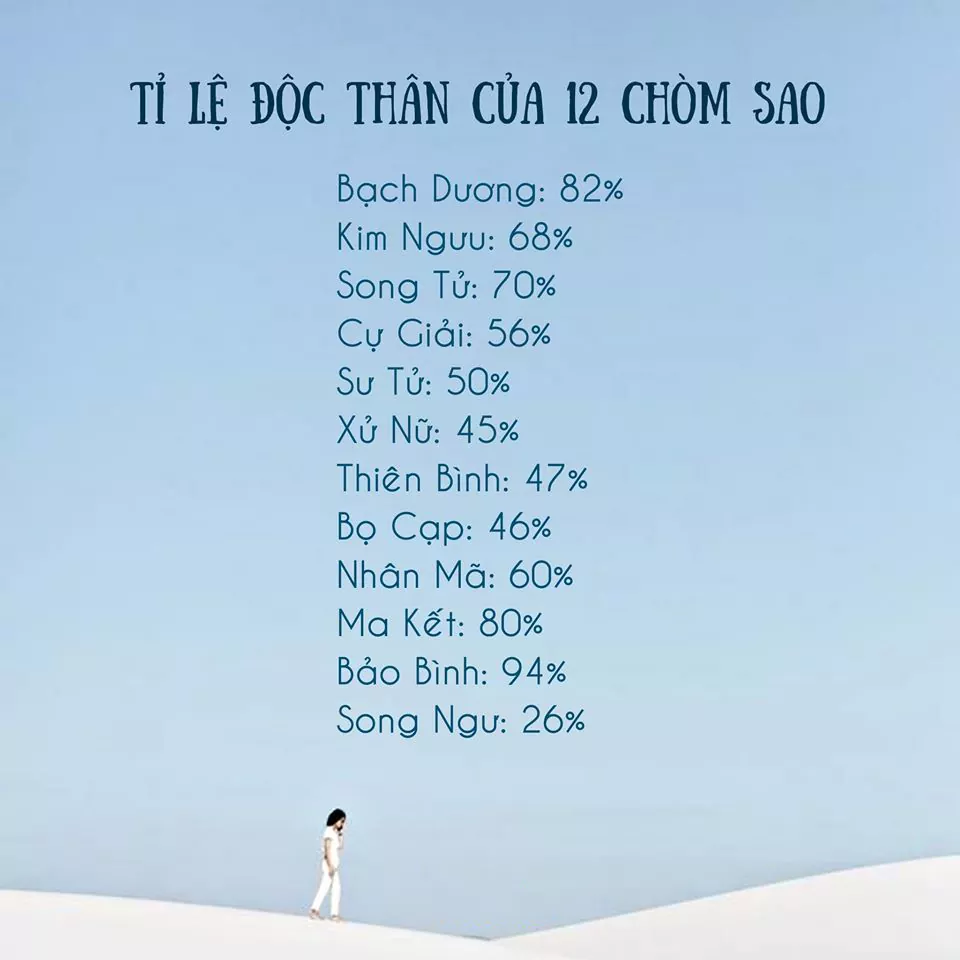 TỈ LỆ ĐỘC THÂN CỦA 12 CHÒM SAO
Bạch Dương: 82%
Kim Ngưu: 68%
Song Tử: 70%
Cự Giải: 56%
Sư Tử: 50%
Xử Nữ: 45%
Thiên Bình: 47%
Bọ Cạp: 46%
Nhân Mã: 60%
Ma Kết: 80%
Bảo Bình: 94%
Song Ngư: 26%